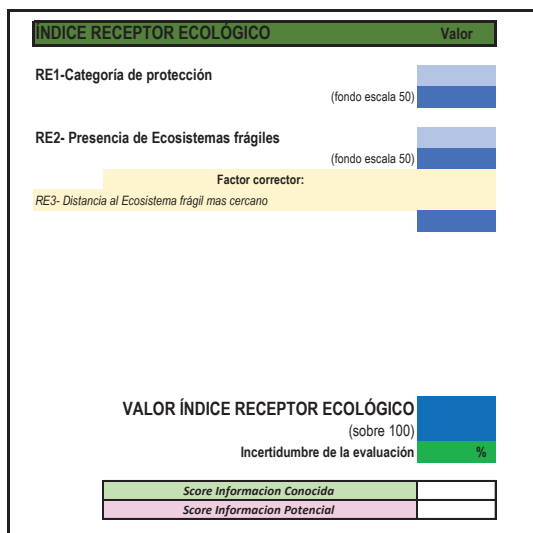 ÍNDICE RECEPTOR ECOLÓGICO Valor
RE1-Categoría de protección
(fondo escala 50)
RE2- Presencia de Ecosistemas frágiles
(fondo escala 50)
Factor corrector:
RE3- Distancia al Ecosistema frágil mas cercano
VALOR ÍNDICE RECEPTOR ECOLÓGICO
(sobre 100)
Incertidumbre de la evaluación %
Score Informacion Conocida
Score Informacion Potencial